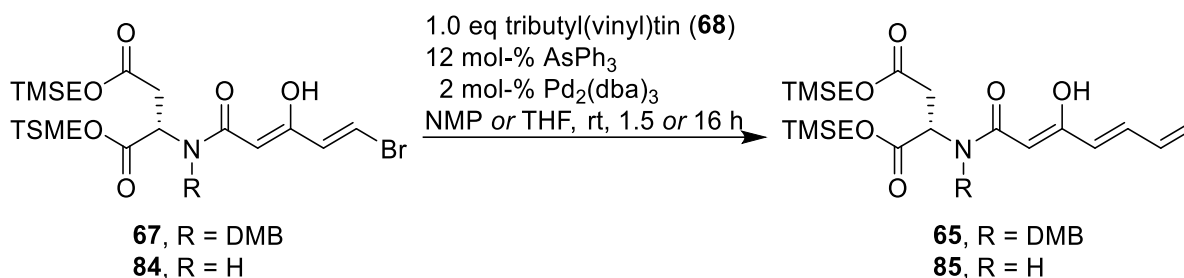 1.0 eq tributyl(vinyl)tin (68)
12 mol-% AsPh3
2 mol-% Pd2(dba)3
NMP or THF, rt, 1.5 or 16 h
O
TMSEO
O
OH
TSMEO
N
Br
O
R
67, R = DMB
84, R = H
O
TMSEO
O
OH
TMSEO
N
O
R
65, R = DMB
85, R = H